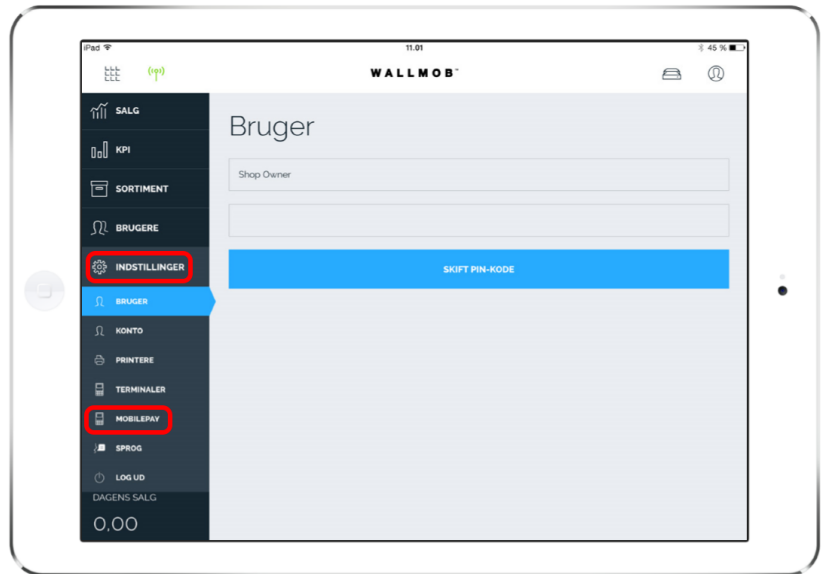 iPad 11.01 45 %
WALLMOB
SALG
KPI
SORTIMENT
BRUGERE
INDSTILLINGER
BRUGER
KONTO
PRINTERE
TERMINALER
MOBILEPAY
SPROG
LOG UD
DAGENS SALG
0,00
Bruger
Shop Owner
SKIFT PIN-KODE